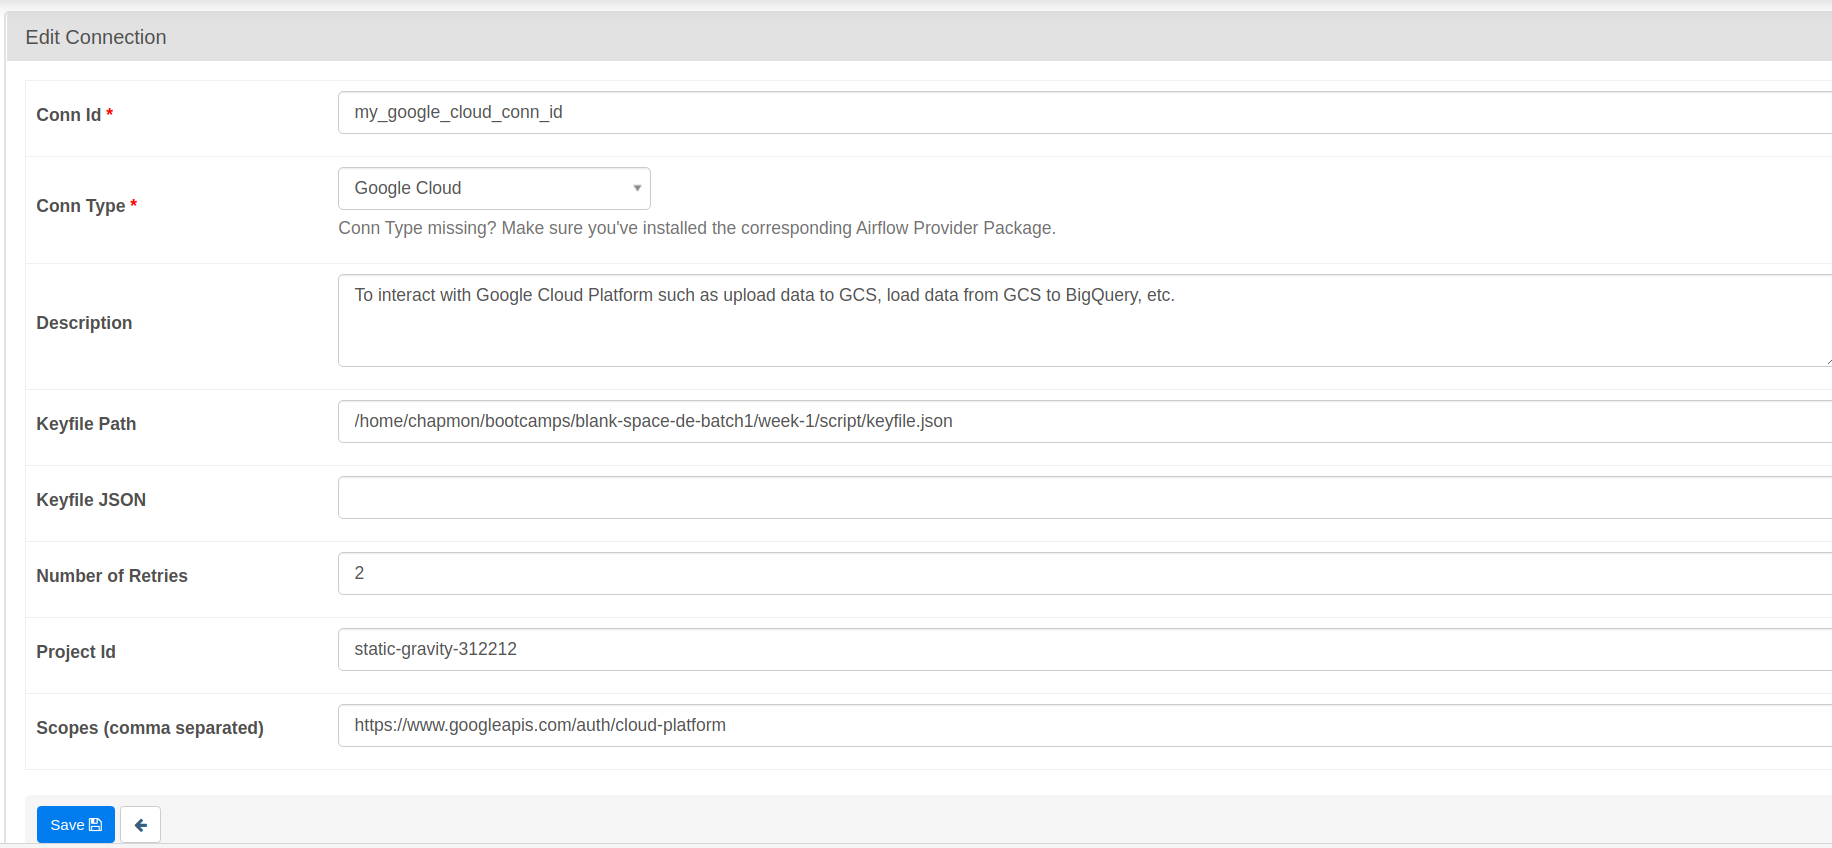 Edit Connection
Conn Id *
my_google_cloud_conn_id
Conn Type *
Google Cloud
Conn Type missing? Make sure you've installed the corresponding Airflow Provider Package.
Description
To interact with Google Cloud Platform such as upload data to GCS, load data from GCS to BigQuery, etc.
Keyfile Path
/home/chapmon/bootcamps/blank-space-de-batch1/week-1/script/keyfile.json
Keyfile JSON
Number of Retries
2
Project Id
static-gravity-312212
Scopes (comma separated)
https://www.googleapis.com/auth/cloud-platform
Save